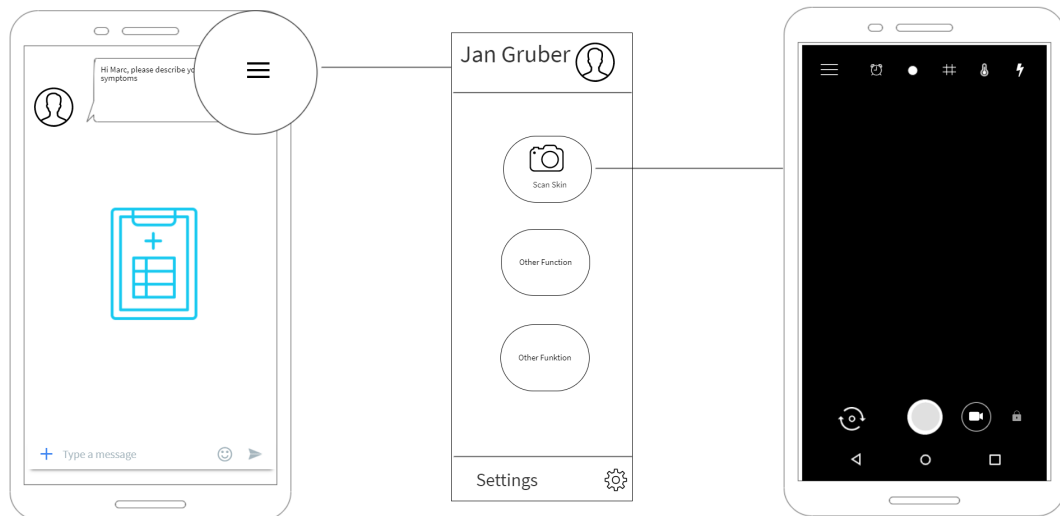 Hi Marc, please describe yo
symptoms
Type a message
Jan Gruber
Scan Skin
Other Function
Other Funktion
Settings